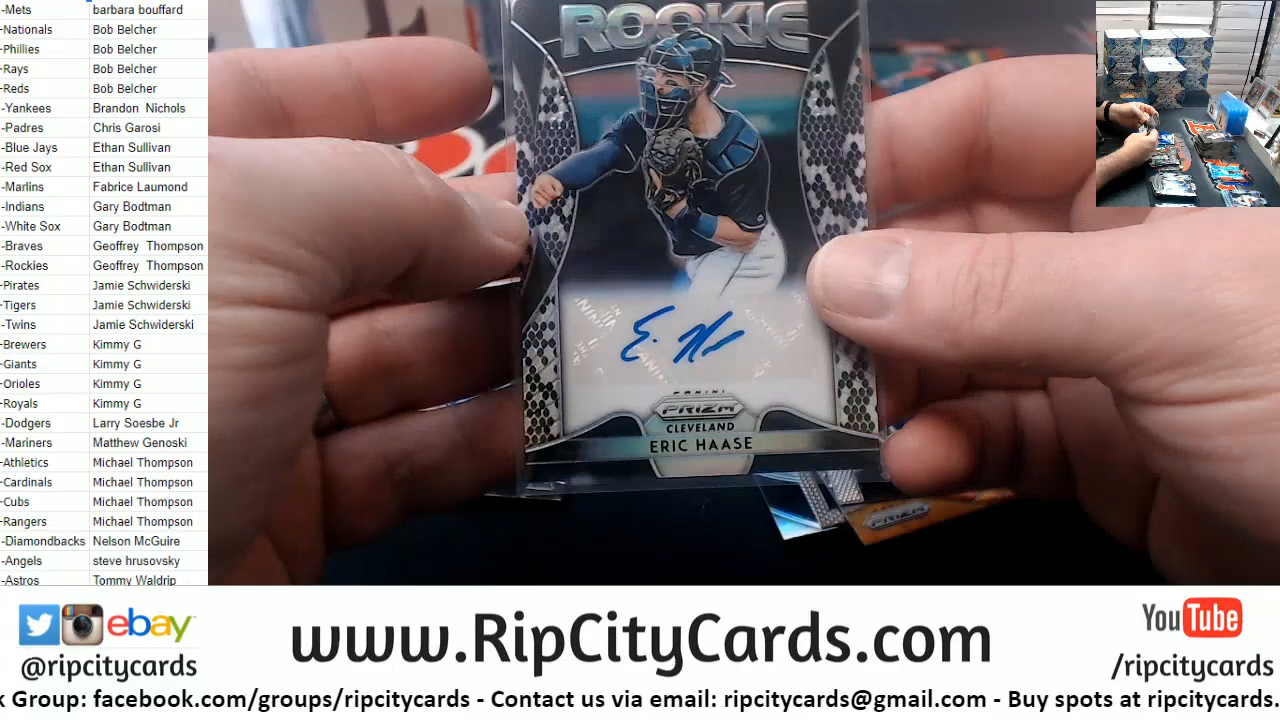 -Mets barbara bouffard
-Nationals Bob Belcher
-Phillies Bob Belcher
-Rays Bob Belcher
-Reds Bob Belcher
-Yankees Brandon Nichols
-Padres Chris Garosi
-Blue Jays Ethan Sullivan
-Red Sox Ethan Sullivan
-Marlins Fabrice Laumond
-Indians Gary Bodtman
-White Sox Gary Bodtman
-Braves Geoffrey Thompson
-Rockies Geoffrey Thompson
-Pirates Jamie Schwiderski
-Tigers Jamie Schwiderski
-Twins Jamie Schwiderski
-Brewers Kimmy G
-Giants Kimmy G
-Orioles Kimmy G
-Royals Kimmy G
-Dodgers Larry Soesbe Jr
-Mariners Matthew Genoski
-Athletics Michael Thompson
-Cardinals Michael Thompson
-Cubs Michael Thompson
-Rangers Michael Thompson
-Diamondbacks Nelson McGuire
-Angels steve hrusovsky
-Astros Tommy Waldrip
ROOKIE
PANINI
PRIZM
CLEVELAND
ERIC HAASE
PRIZM
ebay
@ripcitycards
www.RipCityCards.com
YouTube
/ripcitycards
k Group: facebook.com/groups/ripcitycards - Contact us via email: ripcitycards@gmail.com - Buy spots at ripcitycards.